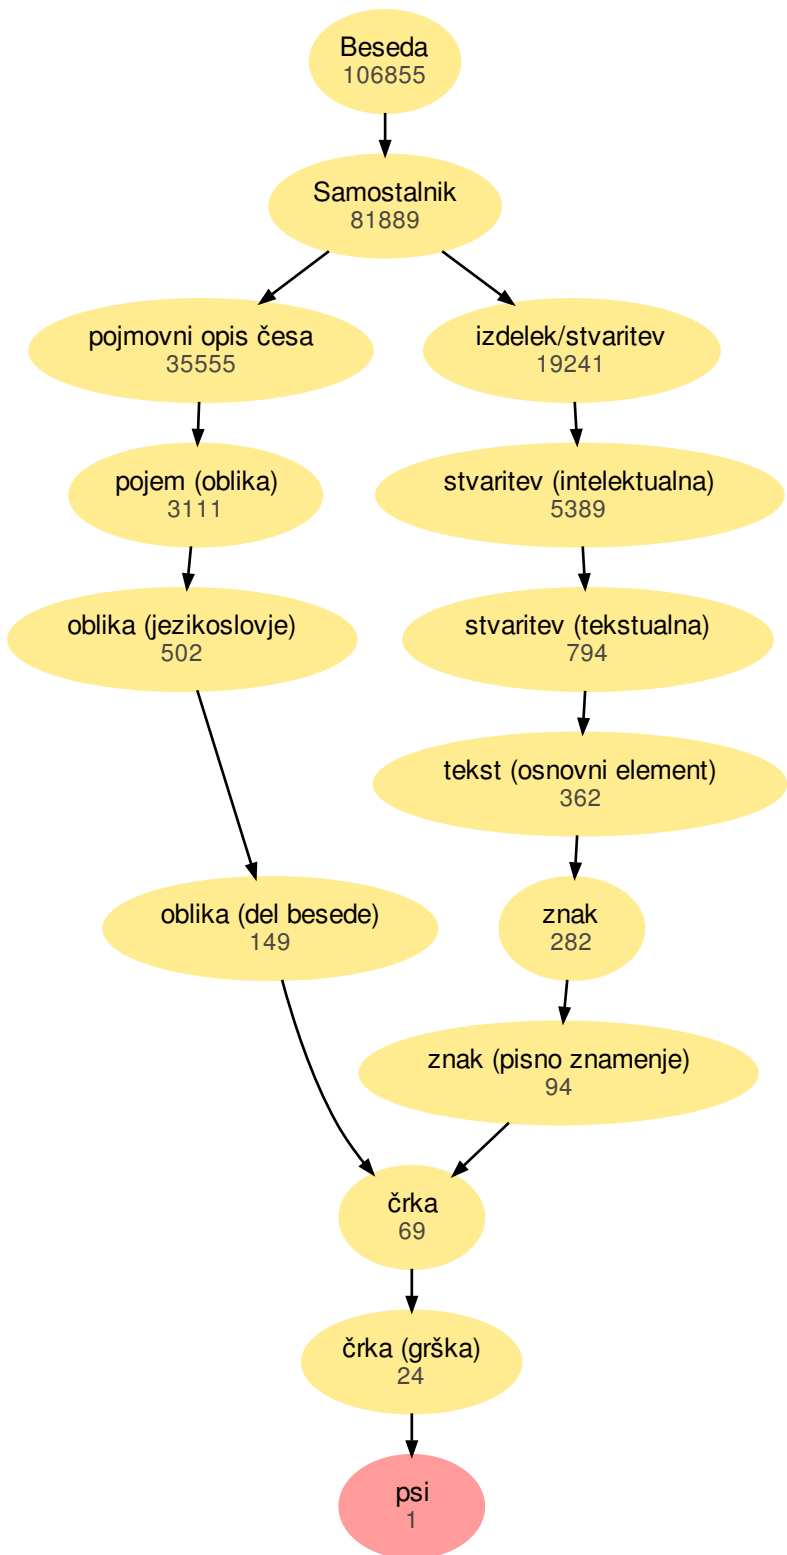 Beseda
106855
Samostalnik
81889
pojmovni opis česa
35555
izdelek/stvaritev
19241
pojem (oblika)
3111
stvaritev (intelektualna)
5389
oblika (jezikoslovje)
502
stvaritev (tekstualna)
794
tekst (osnovni element)
362
oblika (del besede)
149
znak
282
znak (pisno znamenje)
94
črka
69
črka (grška)
24
psi
1